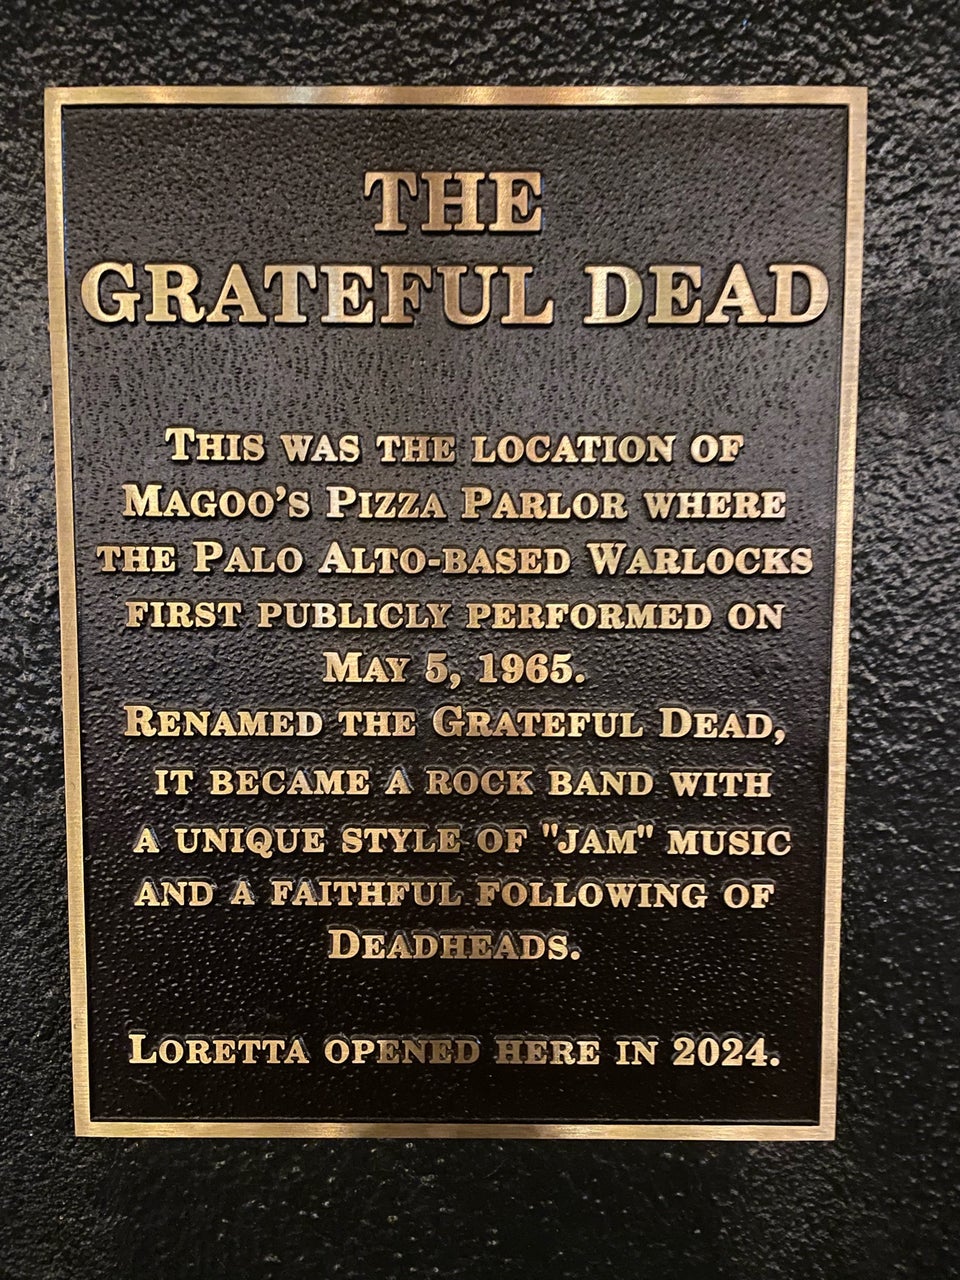 THE
GRATEFUL DEAD
THIS WAS THE LOCATION OF
MAGOO'S PIZZA PARLOR WHERE
THE PALO ALTO-BASED WARLOCKS
FIRST PUBLICLY PERFORMED ON
MAY 5, 1965.
RENAMED THE GRATEFUL DEAD,
IT BECAME A ROCK BAND WITH
A UNIQUE STYLE OF "JAM" MUSIC
AND A FAITHFUL FOLLOWING OF
DEADHEADS.
LORETTA OPENED HERE IN 2024.